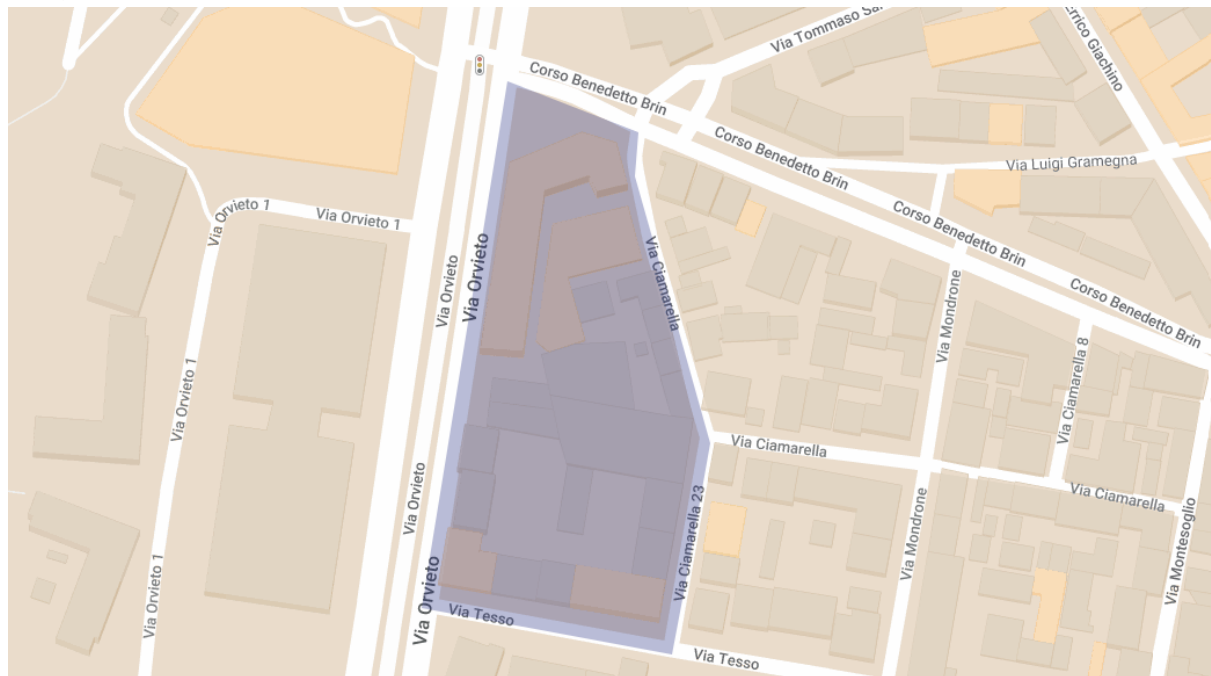 Via Tommaso Sa
Errico Giachino
Corso Benedetto Brin
Corso Benedetto Brin
Via Luigi Gramegna
Via Orvieto 1
Via Orvieto 1
Corso Benedetto Brin
Via Orvieto
Via Orvieto
Via Ciamarella
Corso Benedetto Brin
Via Mondrone
Via Ciamarella 8
Via Orvieto 1
Via Ciamarella
Via Orvieto
Via Ciamarella 23
Via Mondrone
Via Ciamarella
Via Montesoglio
Via Orvieto 1
Via Orvieto
Via Tesso
Via Tesso